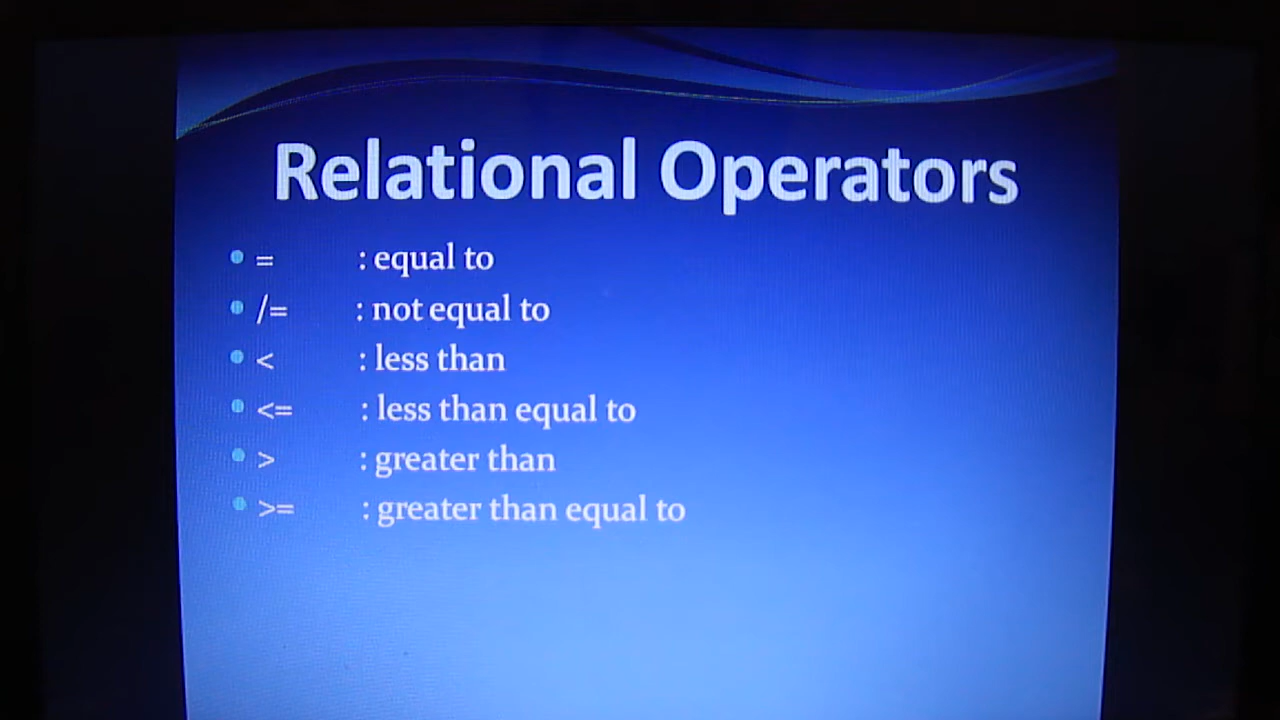 Relational Operators
• = : equal to
• /= : not equal to
• < : less than
• <= : less than equal to
• > : greater than
• >= : greater than equal to